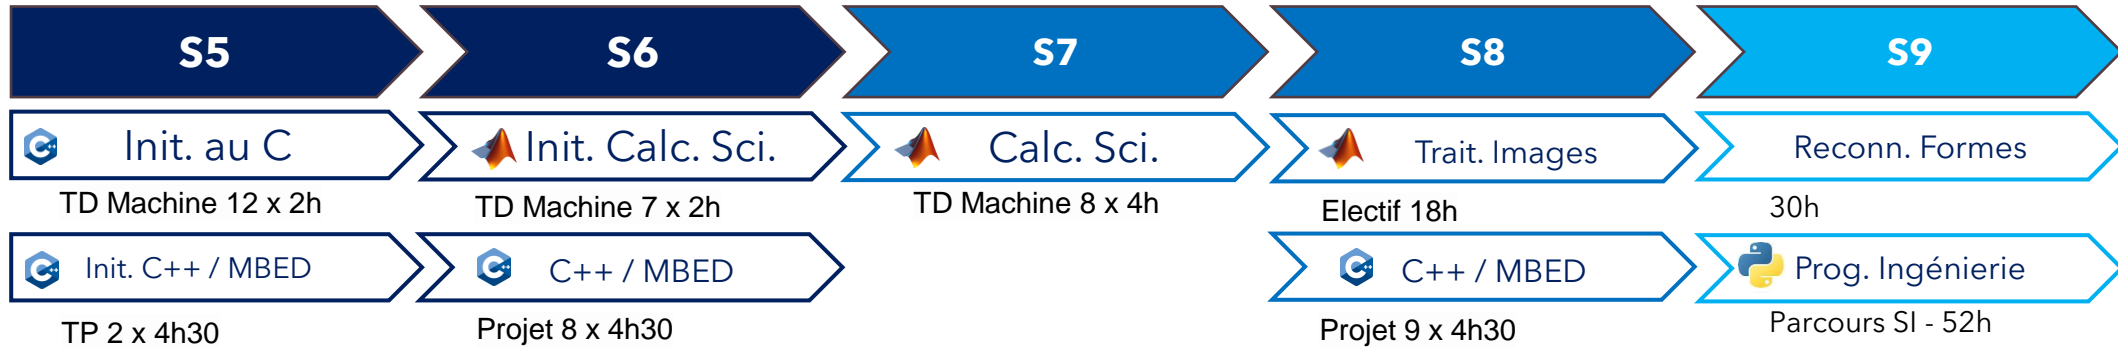 S5
S6
S7
S8
S9
Init. au C
Init. Calc. Sci.
Calc. Sci.
Trait. Images
Reconn. Formes
TD Machine 12 x 2h
TD Machine 7 x 2h
TD Machine 8 x 4h
Electif 18h
30h
Init. C++ / MBED
C++ / MBED
C++ / MBED
Prog. Ingénierie
TP 2 x 4h30
Projet 8 x 4h30
Projet 9 x 4h30
Parcours SI - 52h